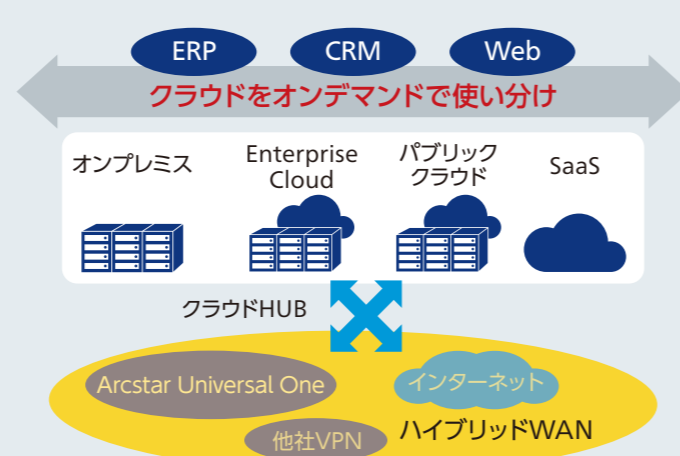 ERP CRM Web
クラウドをオンデマンドで使い分け
オンプレミス
Enterprise
Cloud
パブリック
クラウド
SaaS
クラウドHUB
Arcstar Universal One
インターネット
他社VPN
ハイブリッドWAN